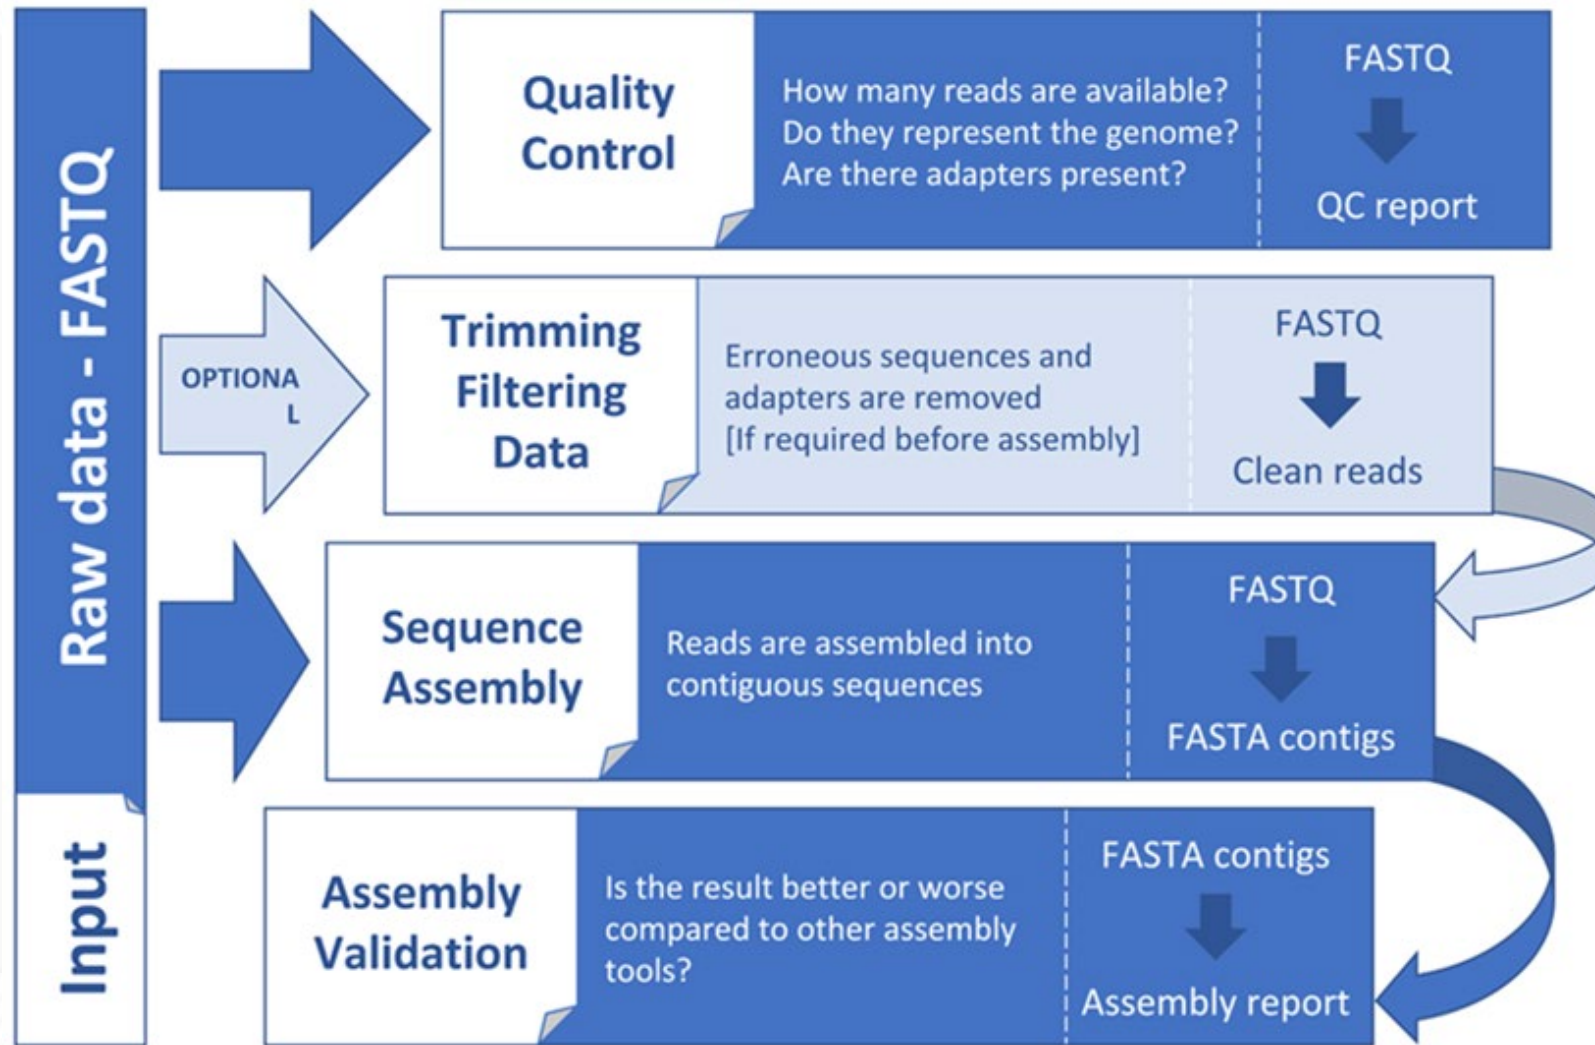 Raw data - FASTQ
Input
Quality
Control
How many reads are available?
Do they represent the genome?
Are there adapters present?
FASTQ
QC report
OPTIONA
L
Trimming
Filtering
Data
Erroneous sequences and
adapters are removed
[If required before assembly]
FASTQ
Clean reads
Sequence
Assembly
Reads are assembled into
contiguous sequences
FASTQ
FASTA contigs
Assembly
Validation
Is the result better or worse
compared to other assembly
tools?
FASTA contigs
Assembly report